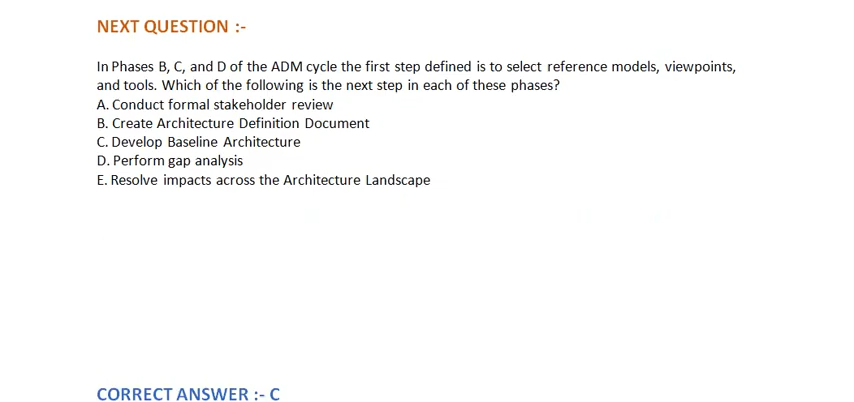 NEXT QUESTION :-
In Phases B, C, and D of the ADM cycle the first step defined is to select reference models, viewpoints,
and tools. Which of the following is the next step in each of these phases?
A. Conduct formal stakeholder review
B. Create Architecture Definition Document
C. Develop Baseline Architecture
D. Perform gap analysis
E. Resolve impacts across the Architecture Landscape
CORRECT ANSWER :- C